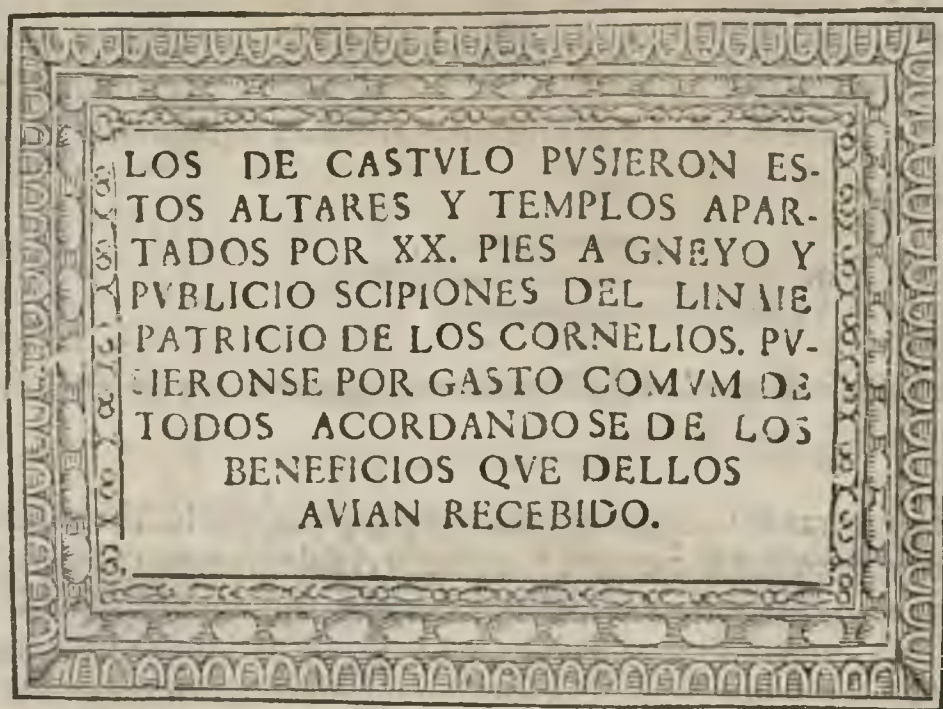 LOS DE CASTVLO PVSIERON ES-
TOS ALTARES Y TEMPLOS APAR-
TADOS POR XX. PIES A GNEYO Y
PVBLICIO SCIPIONES DEL LINAIE
PATRICIO DE LOS CORNELIOS. PV-
SIERONSE POR GASTO COMVM DE
TODOS ACORDANDOSE DE LOS
BENEFICIOS QVE DELLOS
AVIAN RECEBIDO.